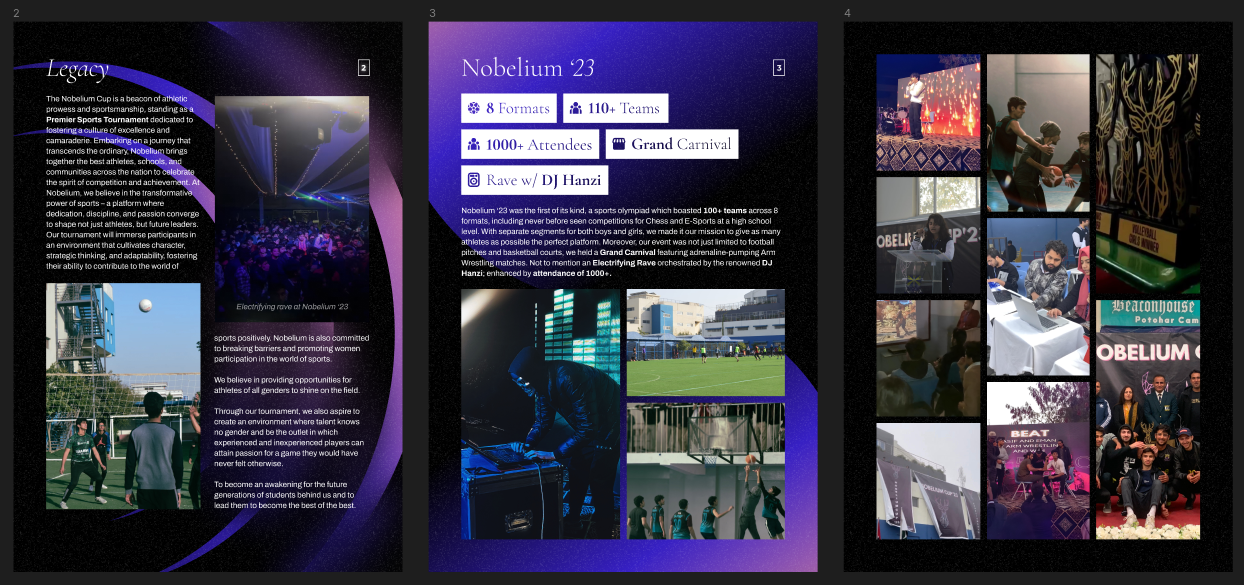 2
Legacy
2
The Nobelium Cup is a beacon of athletic
prowess and sportsmanship, standing as a
Premier Sports Tournament dedicated to
fostering a culture of excellence and
camaraderie. Embarking on a journey that
transcends the ordinary, Nobelium brings
together the best athletes, schools, and
communities across the nation to celebrate
the spirit of competition and achievement. At
Nobelium, we believe in the transformative
power of sports – a platform where
dedication, discipline, and passion converge
to shape not just athletes, but future leaders.
Our tournament will immerse participants in
an environment that cultivates character,
strategic thinking, and adaptability, fostering
their ability to contribute to the world of
Electrifying rave at Nobelium '23
sports positively. Nobelium is also committed
to breaking barriers and promoting women
participation in the world of sports.
We believe in providing opportunities for
athletes of all genders to shine on the field.
Through our tournament, we also aspire to
create an environment where talent knows
no gender and be the outlet in which
experienced and inexperienced players can
attain passion for a game they would have
never felt otherwise.
To become an awakening for the future
generations of students behind us and to
lead them to become the best of the best.
3
Nobelium '23
3
8 Formats
110+ Teams
1000+ Attendees
Grand Carnival
Rave w/ DJ Hanzi
Nobelium '23 was the first of its kind, a sports olympiad which boasted 100+ teams across 8
formats, including never before seen competitions for Chess and E-Sports at a high school
level. With separate segments for both boys and girls, we made it our mission to give as many
athletes as possible the perfect platform. Moreover, our event was not just limited to football
pitches and basketball courts, we held a Grand Carnival featuring adrenaline-pumping Arm
Wrestling matches. Not to mention an Electrifying Rave orchestrated by the renowned DJ
Hanzi; enhanced by attendance of 1000+.
4
VOLLEYBALL
GIRLS WINNER
OBELIUM CUP'23
Beaconhouse
Potohar Cam
OBELIUM C
BEAT
ASIF AND EMAN
ARM WRESTLIN